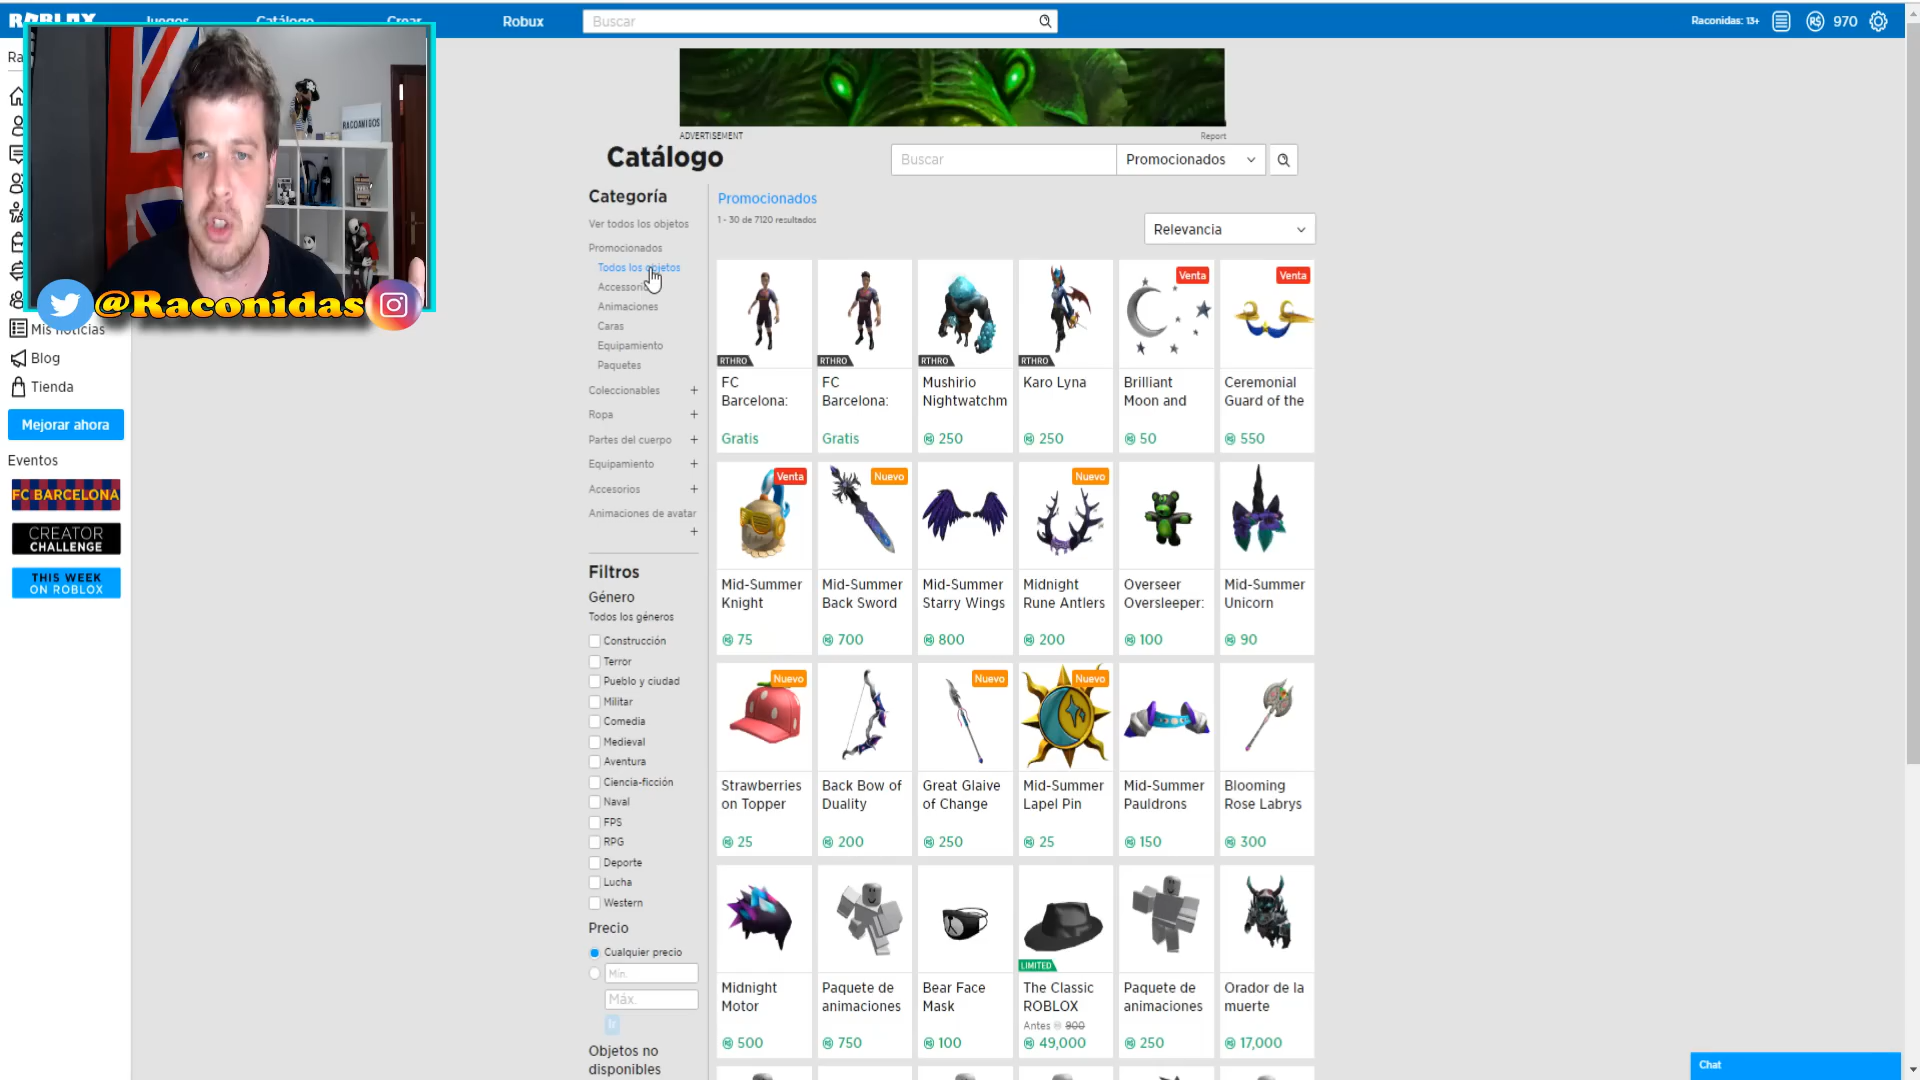 ROBLOX
Juegos
Catálogo
Crear
Robux
Buscar
Raconidas: 13+
970
RACONIDOS
@Raconidas
Mis noticias
Blog
Tienda
Mejorar ahora
Eventos
FC BARCELONA
CREATOR
CHALLENGE
THIS WEEK
ON ROBLOX
ADVERTISEMENT
Report
Catálogo
Buscar
Promocionados
Categoría
Ver todos los objetos
Promocionados
Todos los objetos
Animaciones
Caras
Equipamiento
Paquetes
Coleccionables +
Ropa +
Partes del cuerpo +
Equipamiento +
Accesorios +
Animaciones de avatar
+
Filtros
Género
Todos los géneros
Construcción
Terror
Pueblo y ciudad
Militar
Comedia
Medieval
Aventura
Ciencia-ficción
Naval
FPS
RPG
Deporte
Lucha
Western
Precio
Cualquier precio
Mín.
Máx.
Ir
Objetos no
disponibles
Promocionados
1 - 30 de 7120 resultados
Relevancia
RTHRO
FC
Barcelona:
Gratis
RTHRO
FC
Barcelona:
Gratis
RTHRO
Mushirio
Nightwatchm
250
RTHRO
Karo Lyna
250
Venta
Brilliant
Moon and
50
Venta
Ceremonial
Guard of the
550
Venta
Mid-Summer
Knight
75
Nuevo
Mid-Summer
Back Sword
700
Mid-Summer
Starry Wings
800
Nuevo
Midnight
Rune Antlers
200
Overseer
Oversleeper:
100
Mid-Summer
Unicorn
90
Nuevo
Strawberries
on Topper
25
Back Bow of
Duality
200
Nuevo
Great Glaive
of Change
250
Nuevo
Mid-Summer
Lapel Pin
25
Mid-Summer
Pauldrons
150
Blooming
Rose Labrys
300
Midnight
Motor
500
Paquete de
animaciones
750
Bear Face
Mask
100
LIMITED
The Classic
ROBLOX
Antes 900
49,000
Paquete de
animaciones
250
Orador de la
muerte
17,000
Chat